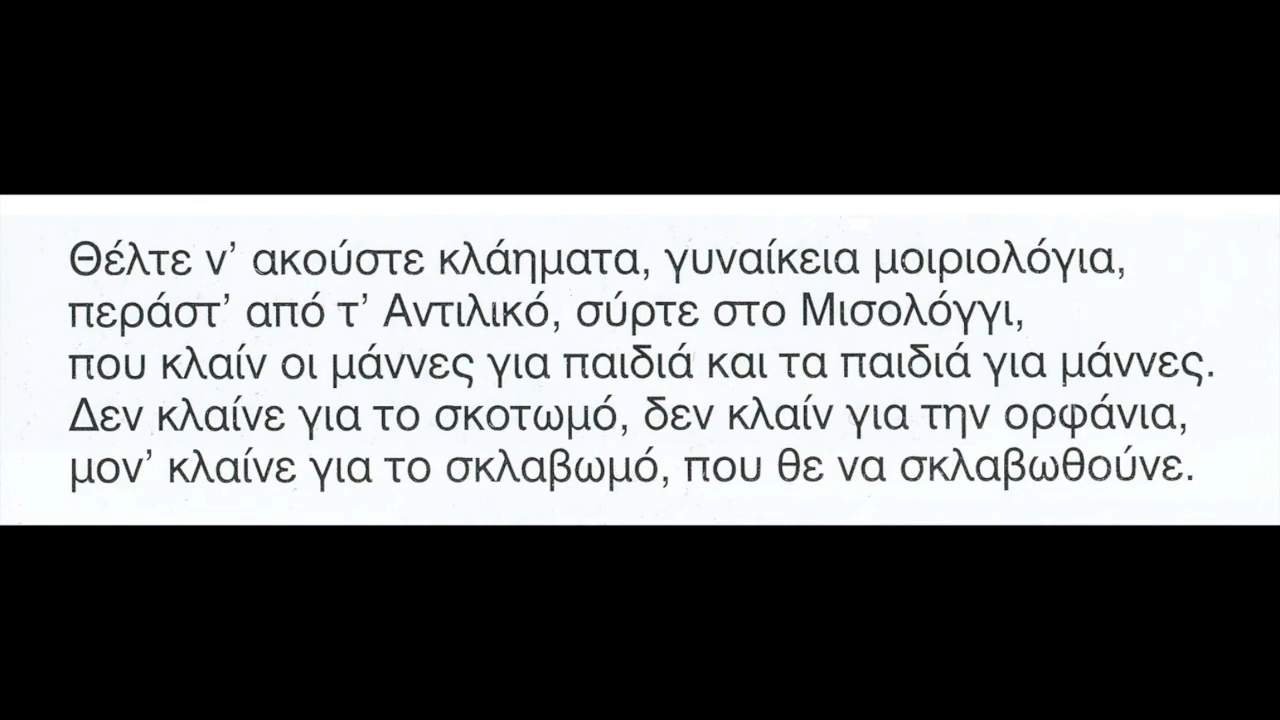 Θέλτε ν’ ακούστε κλάηματα, γυναίκεια μοιριολόγια,
περάστ’ από τ’ Αντιλικό, σύρτε στο Μισολόγγι,
που κλαίν οι μάννες για παιδιά και τα παιδιά για μάννες.
Δεν κλαίνε για το σκοτωμό, δεν κλαίν για την ορφάνια,
μον’ κλαίνε για το σκλαβωμό, που θε να σκλαβωθούνε.